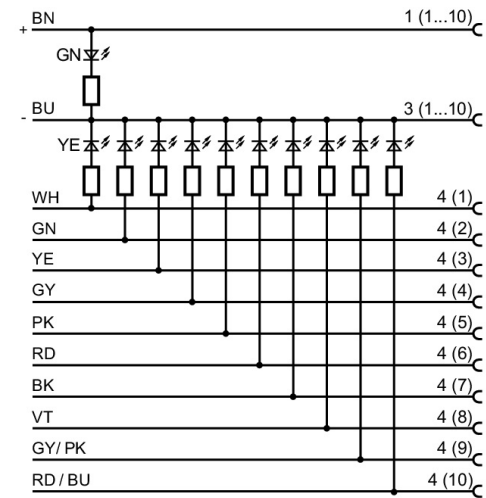 BN 1 (1...10)
+
GN
BU 3 (1...10)
-
YE
WH 4 (1)
GN 4 (2)
YE 4 (3)
GY 4 (4)
PK 4 (5)
RD 4 (6)
BK 4 (7)
VT 4 (8)
GY/ PK 4 (9)
RD / BU 4 (10)